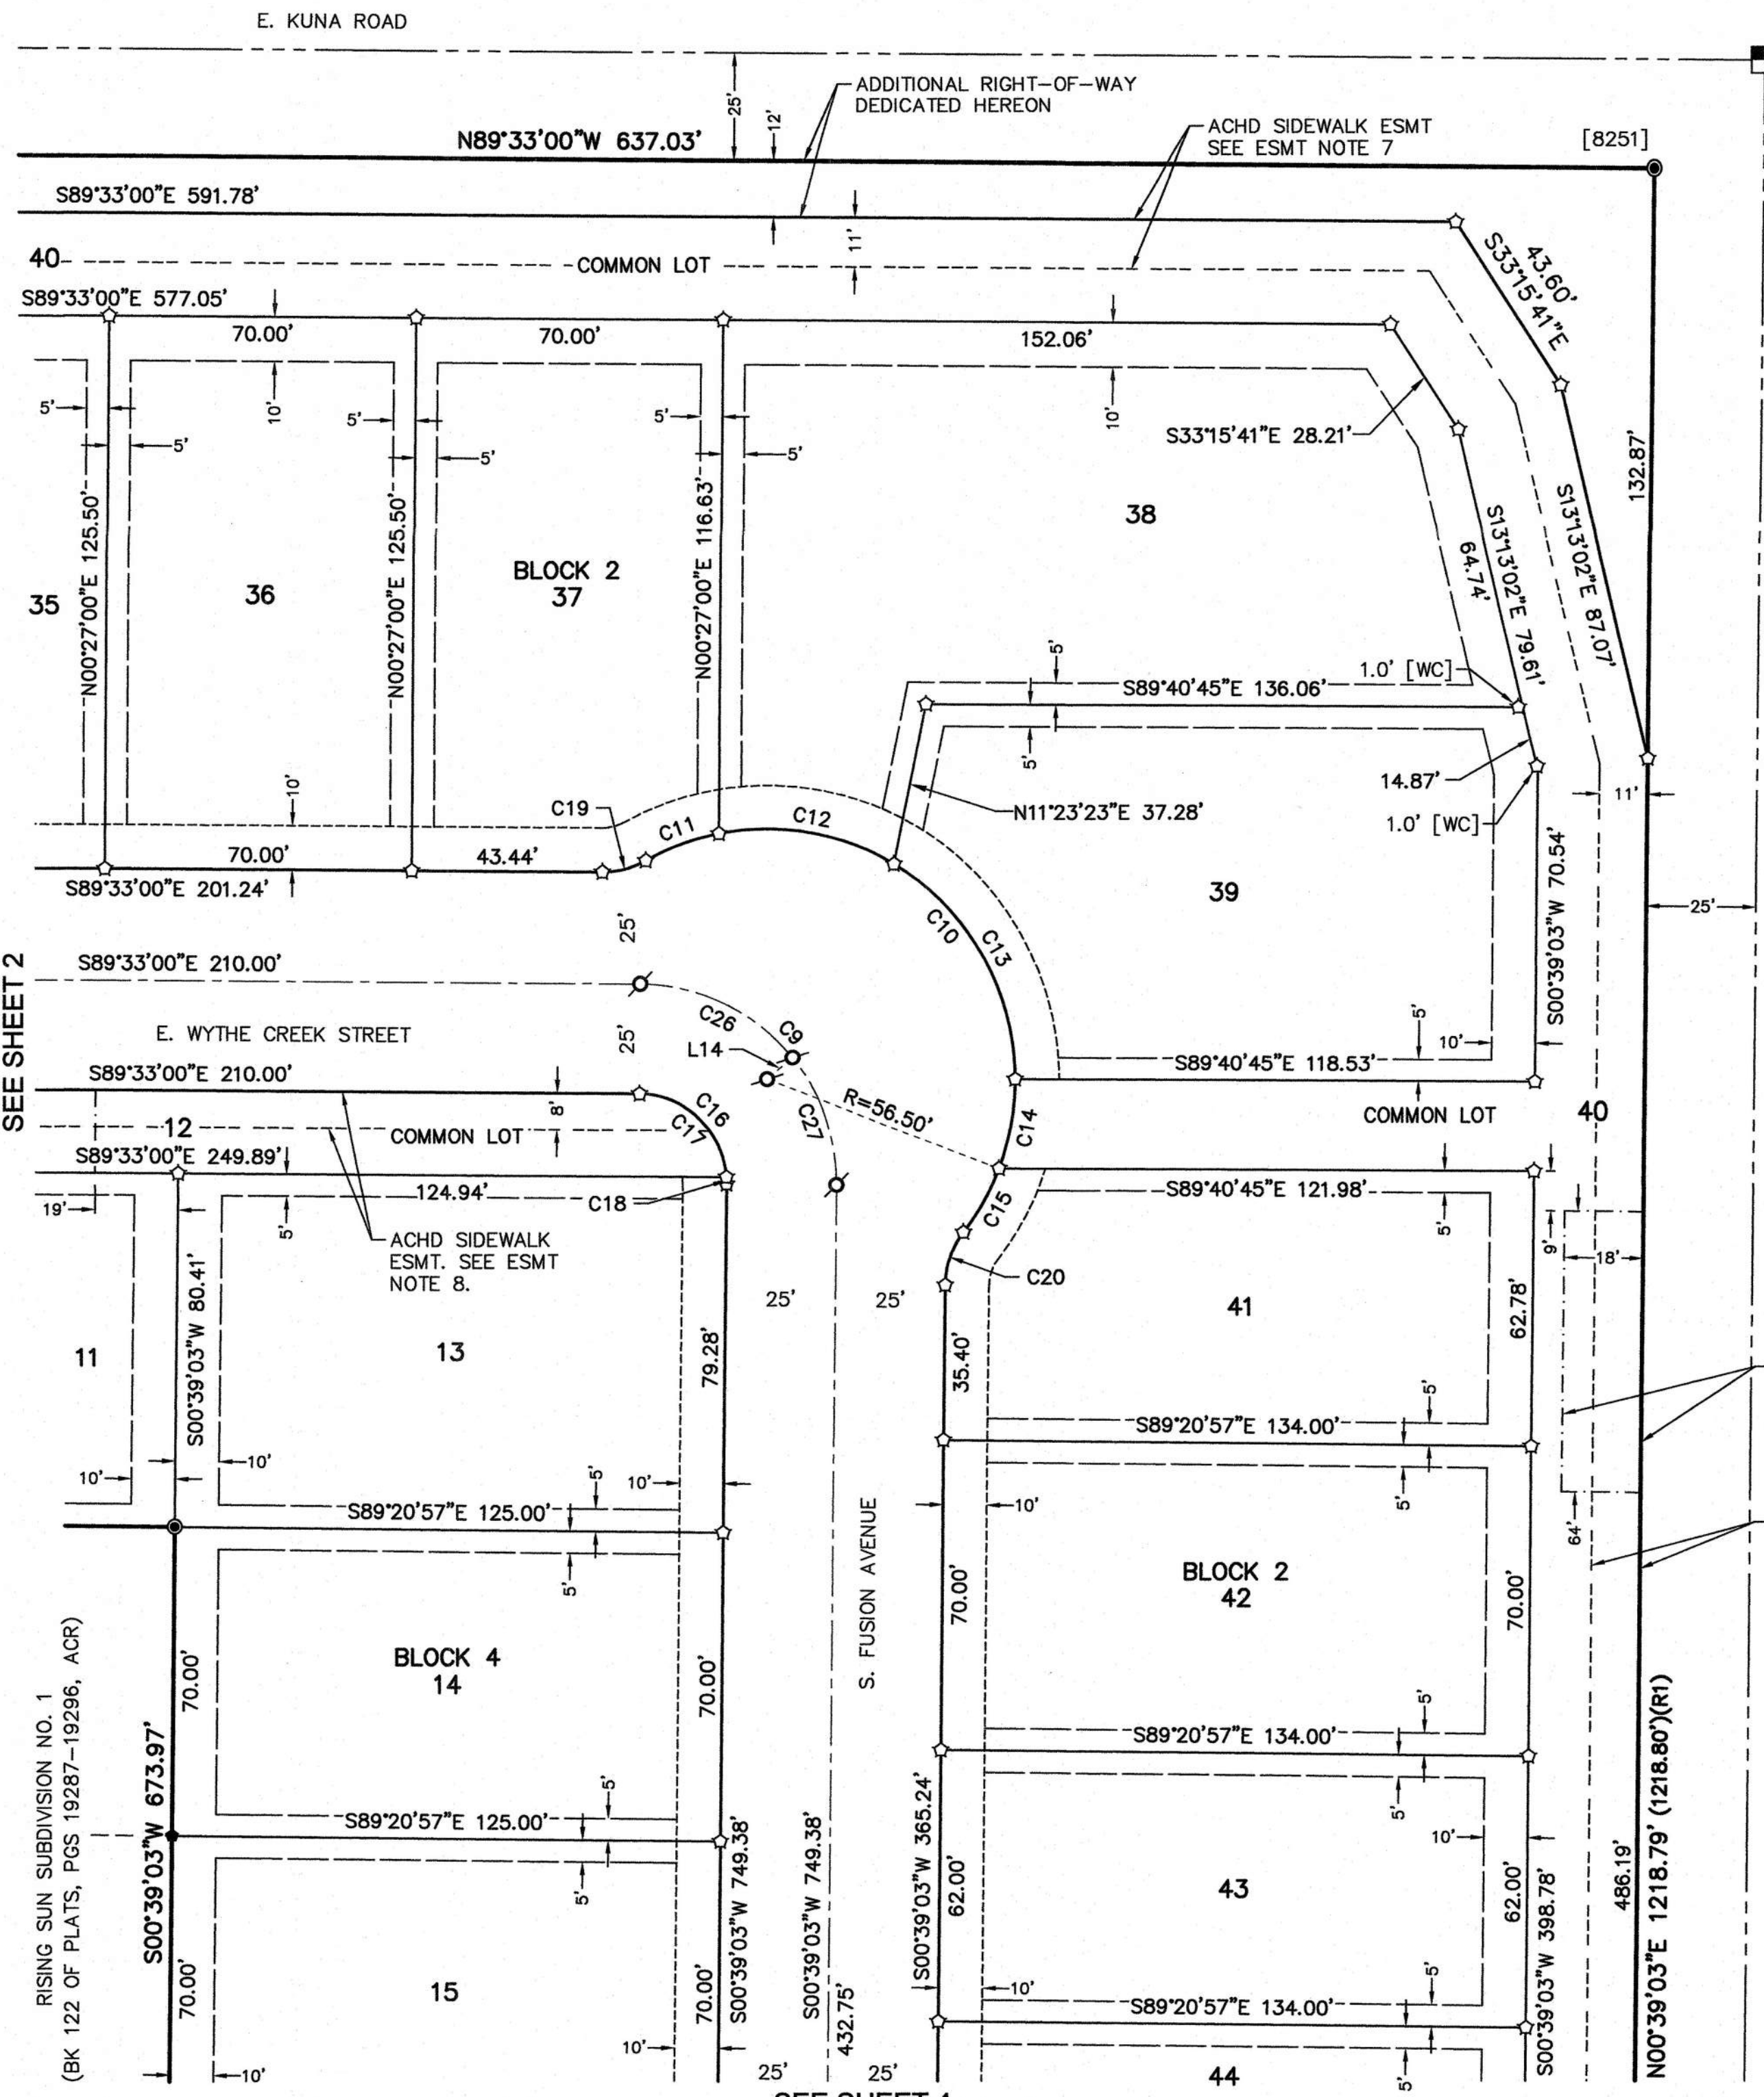 E. KUNA ROAD
25'
12'
ADDITIONAL RIGHT-OF-WAY
DEDICATED HEREON
N89°33'00"W 637.03'
ACHD SIDEWALK ESMT
SEE ESMT NOTE 7
[8251]
S89°33'00"E 591.78'
11'
40
COMMON LOT
S33°15'41"E
43.60'
S89°33'00"E 577.05'
70.00'
70.00'
152.06'
5'
5'
10'
5'
5'
5'
5'
10'
S33°15'41"E 28.21'
132.87'
N00°27'00"E 125.50'
N00°27'00"E 125.50'
N00°27'00"E 116.63'
38
S13°13'02"E 79.61'
64.74'
S13°13'02"E 87.07'
35
36
BLOCK 2
37
5'
1.0' [WC]
S89°40'45"E 136.06'
5'
10'
C19
C11
C12
N11°23'23"E 37.28'
14.87'
11'
1.0' [WC]
70.00'
43.44'
S89°33'00"E 201.24'
39
S00°39'03"W 70.54'
25'
25'
C10
C13
SEE SHEET 2
S89°33'00"E 210.00'
E. WYTHE CREEK STREET
25'
C26
C9
L14
5'
10'
S89°33'00"E 210.00'
S89°40'45"E 118.53'
8'
C16
C17
C27
R=56.50'
C14
COMMON LOT
40
12
COMMON LOT
S89°33'00"E 249.89'
124.94'
C18
C15
S89°40'45"E 121.98'
19'
5'
5'
9'
18'
ACHD SIDEWALK
ESMT. SEE ESMT
NOTE 8.
C20
25'
25'
S00°39'03"W 80.41'
11
13
79.28'
35.40'
41
62.78'
5'
S89°20'57"E 134.00'
10'
10'
5'
10'
5'
10'
64'
S89°20'57"E 125.00'
5'
S. FUSION AVENUE
BLOCK 2
42
70.00'
70.00'
BLOCK 4
14
70.00'
70.00'
RISING SUN SUBDIVISION NO. 1
(BK 122 OF PLATS, PGS 19287-19296, ACR)
S00°39'03"W 673.97'
5'
S89°20'57"E 134.00'
5'
5'
S89°20'57"E 125.00'
5'
S00°39'03"W 749.38'
S00°39'03"W 749.38'
432.75'
S00°39'03"W 365.24'
62.00'
10'
43
62.00'
S00°39'03"W 398.78'
486.19'
N00°39'03"E 1218.79' (1218.80')(R1)
70.00'
15
70.00'
10'
5'
S89°20'57"E 134.00'
10'
10'
25'
25'
44
5'
SEE SHEET 4